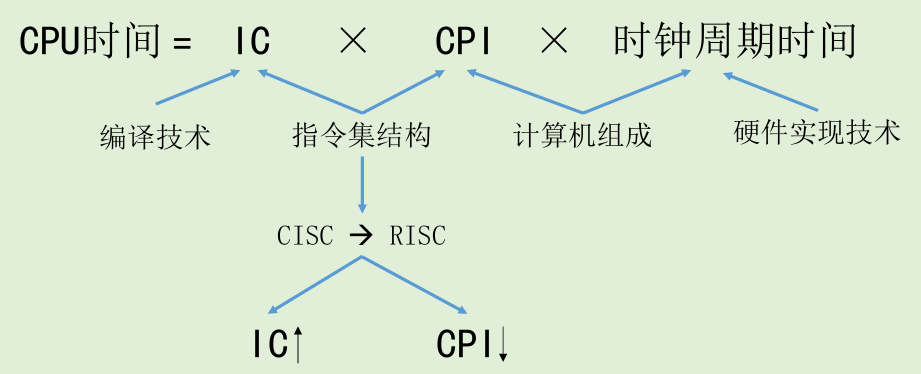 CPU时间 = IC × CPI × 时钟周期时间
编译技术 指令集结构 计算机组成 硬件实现技术
CISC → RISC
IC↑ CPI↓